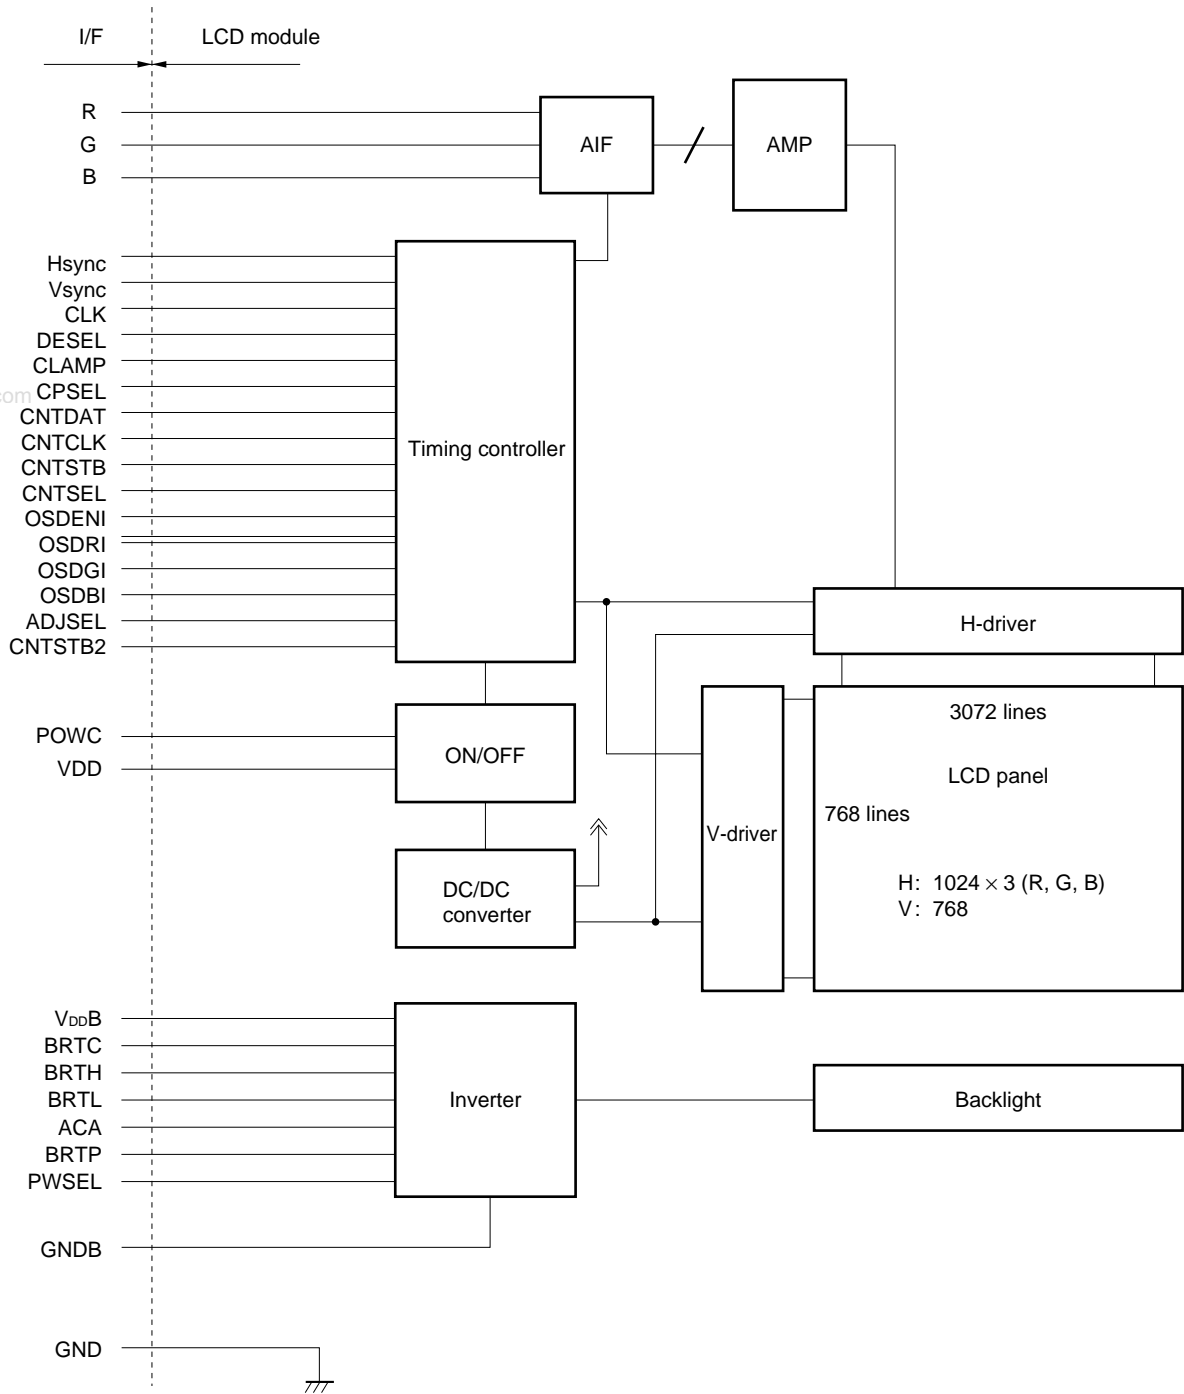 I/F
LCD module
R
G
B
AIF
AMP
Hsync
Vsync
CLK
DESEL
CLAMP
com
CPSEL
CNTDAT
CNTCLK
CNTSTB
CNTSEL
OSDENI
OSDRI
OSDGI
OSDBI
ADJSEL
CNTSTB2
Timing controller
H-driver
POWC
VDD
ON/OFF
3072 lines
LCD panel
768 lines
V-driver
H: 1024 × 3 (R, G, B)
V: 768
DC/DC
converter
VDDB
BRTC
BRTH
BRTL
ACA
BRTP
PWSEL
Inverter
Backlight
GNDB
GND